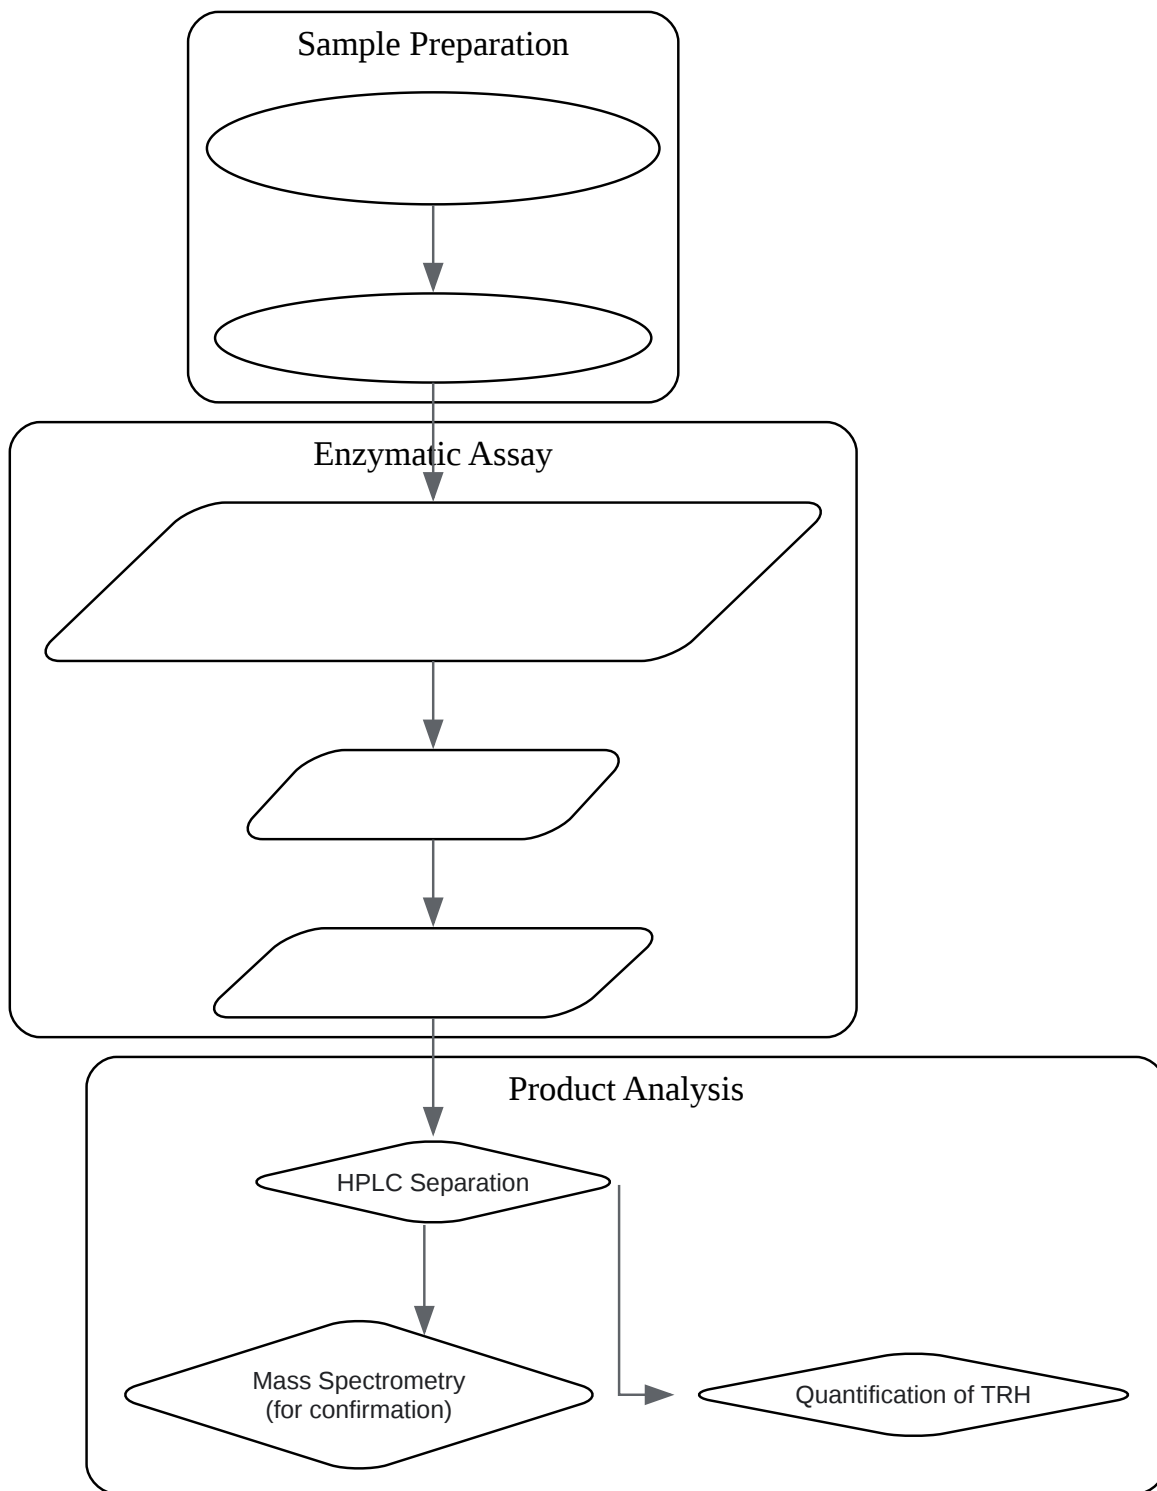 Sample Preparation
Enzymatic Assay
Product Analysis
HPLC Separation
Mass Spectrometry
(for confirmation)
Quantification of TRH